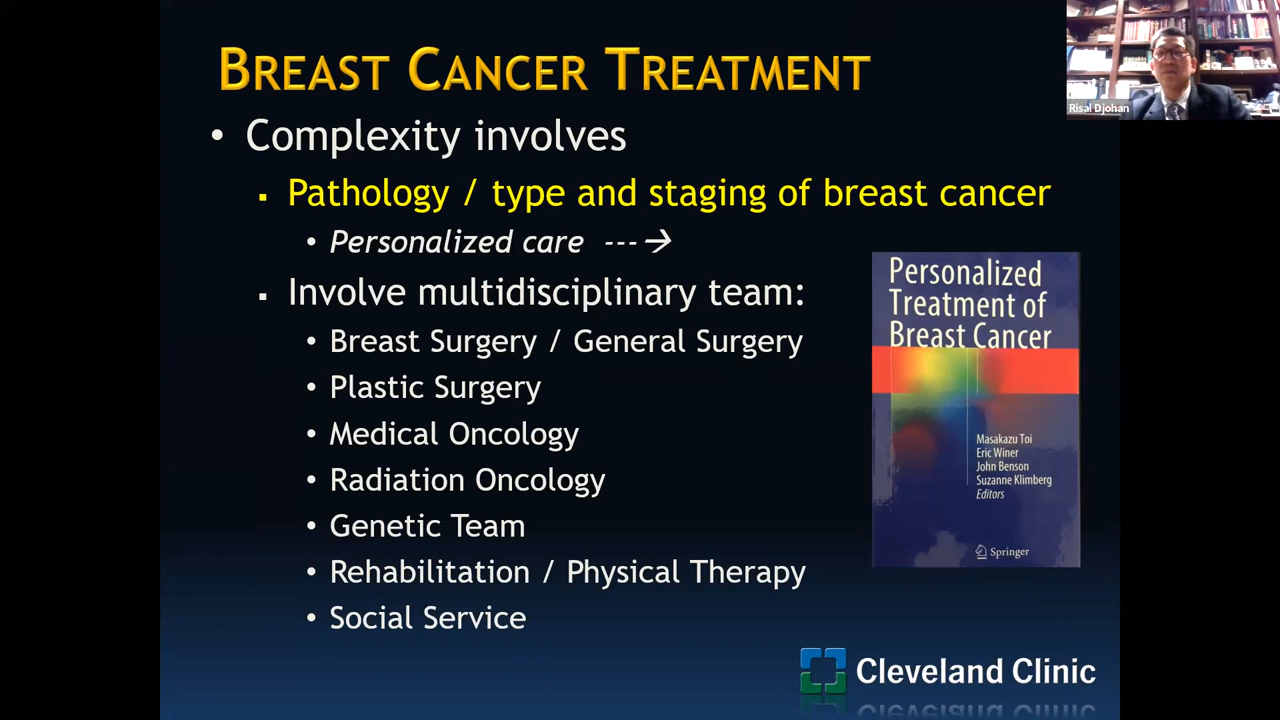 BREAST CANCER TREATMENT
Risal Djohan
• Complexity involves
▪ Pathology / type and staging of breast cancer
• Personalized care ---→
▪ Involve multidisciplinary team:
• Breast Surgery / General Surgery
• Plastic Surgery
• Medical Oncology
• Radiation Oncology
• Genetic Team
• Rehabilitation / Physical Therapy
• Social Service
Personalized
Treatment of
Breast Cancer
Masakazu Toi
Eric Winer
John Benson
Suzanne Klimberg
Editors
Springer
Cleveland Clinic